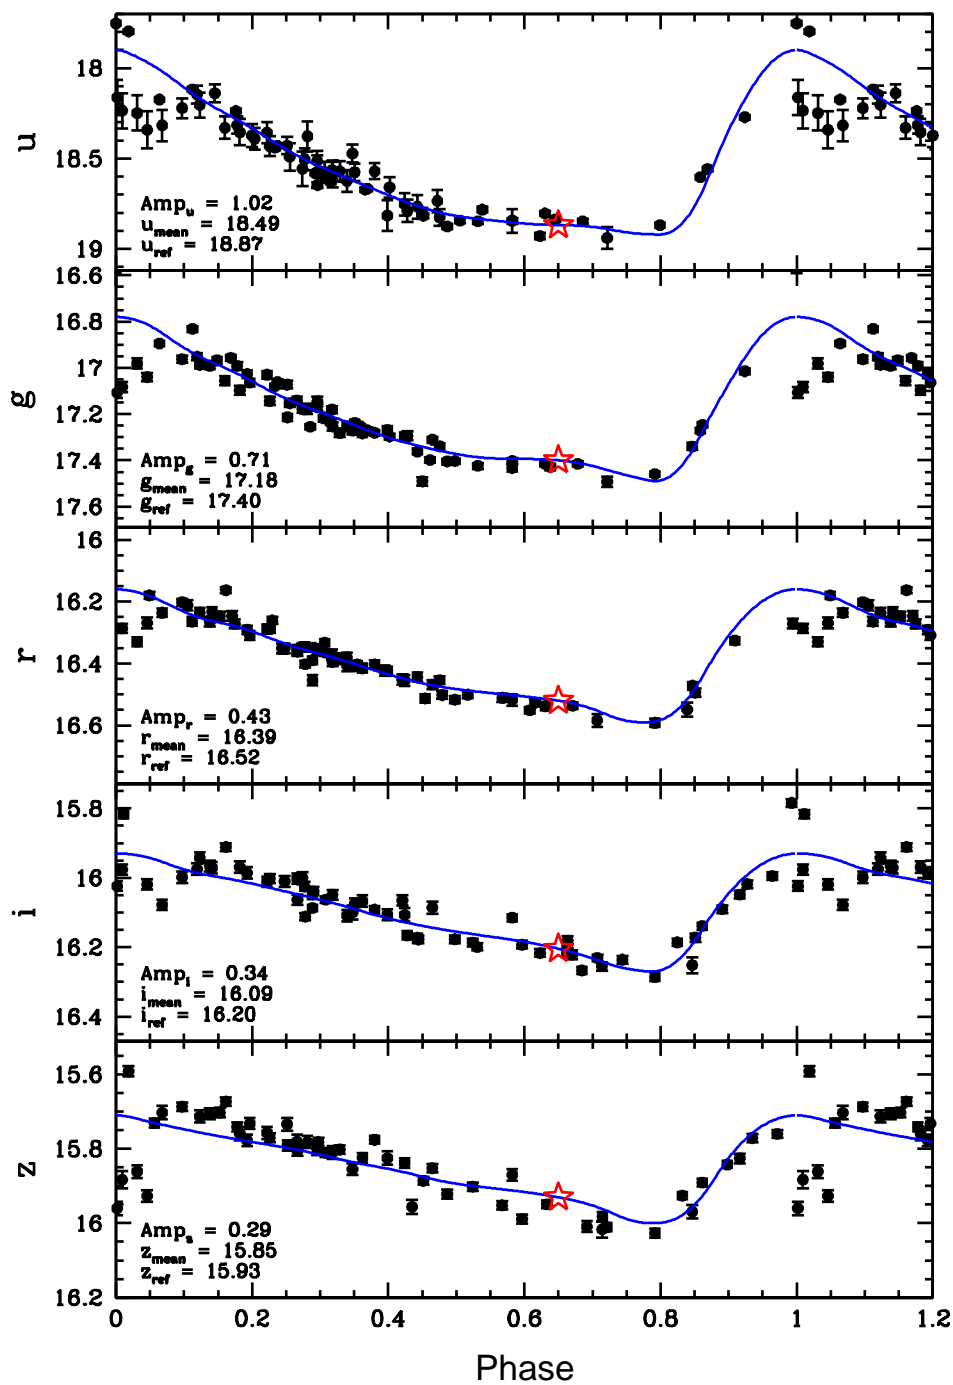 18
18.5
19
u
Amp_u = 1.02
u_mean = 18.49
u_ref = 18.87
16.6
16.8
17
17.2
17.4
17.6
g
Amp_g = 0.71
g_mean = 17.18
g_ref = 17.40
16
16.2
16.4
16.6
r
Amp_r = 0.43
r_mean = 16.39
r_ref = 16.52
15.8
16
16.2
16.4
i
Amp_i = 0.34
i_mean = 16.09
i_ref = 16.20
15.6
15.8
16
16.2
z
Amp_z = 0.29
z_mean = 15.85
z_ref = 15.93
0 0.2 0.4 0.6 0.8 1 1.2
Phase